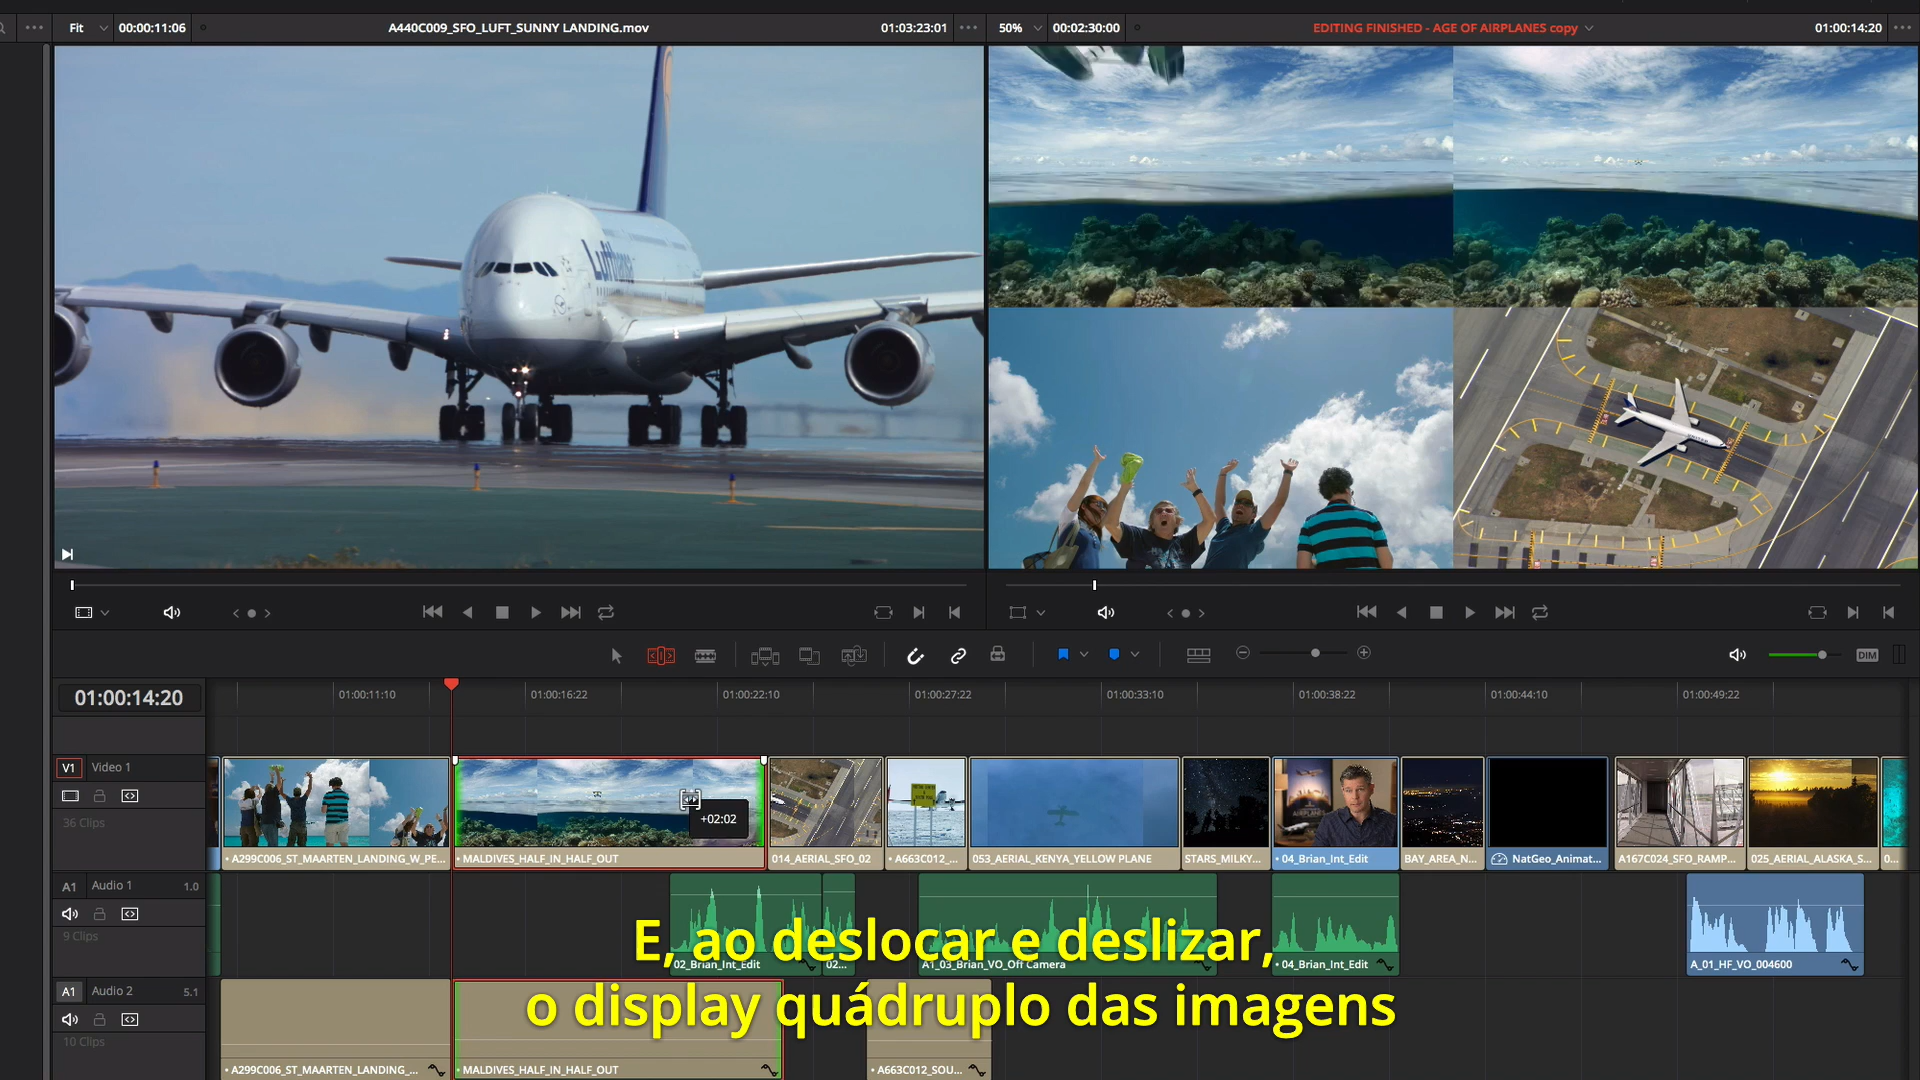 Fit
00:00:11:06
A440C009_SFO_LUFT_SUNNY LANDING.mov
01:03:23:01
50%
00:02:30:00
EDITING FINISHED - AGE OF AIRPLANES copy
01:00:14:20
Lufthansa
DIM
01:00:14:20
01:00:11:10
01:00:16:22
01:00:22:10
01:00:27:22
01:00:33:10
01:00:38:22
01:00:44:10
01:00:49:22
V1 Video 1
36 Clips
+02:02
• A299C006_ST_MAARTEN_LANDING_W_PE...
• MALDIVES_HALF_IN_HALF_OUT
014_AERIAL_SFO_02
• A663C012_...
053_AERIAL_KENYA_YELLOW PLANE
STARS_MILKY...
• 04_Brian_Int_Edit
BAY_AREA_N...
NatGeo_Animat...
A167C024_SFO_RAMP...
025_AERIAL_ALASKA_S...
0...
A1 Audio 1 1.0
9 Clips
02_Brian_Int_Edit
02...
A1_03_Brian_VO_Off Camera
• 04_Brian_Int_Edit
A_01_HF_VO_004600
E, ao deslocar e deslizar,
o display quádruplo das imagens
A1 Audio 2 5.1
10 Clips
• A299C006_ST_MAARTEN_LANDING_...
• MALDIVES_HALF_IN_HALF_OUT
• A663C012_SOU...